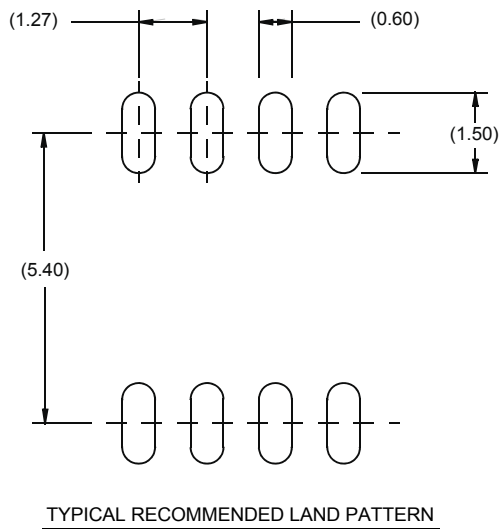 (1.27)
(0.60)
(1.50)
(5.40)
TYPICAL RECOMMENDED LAND PATTERN